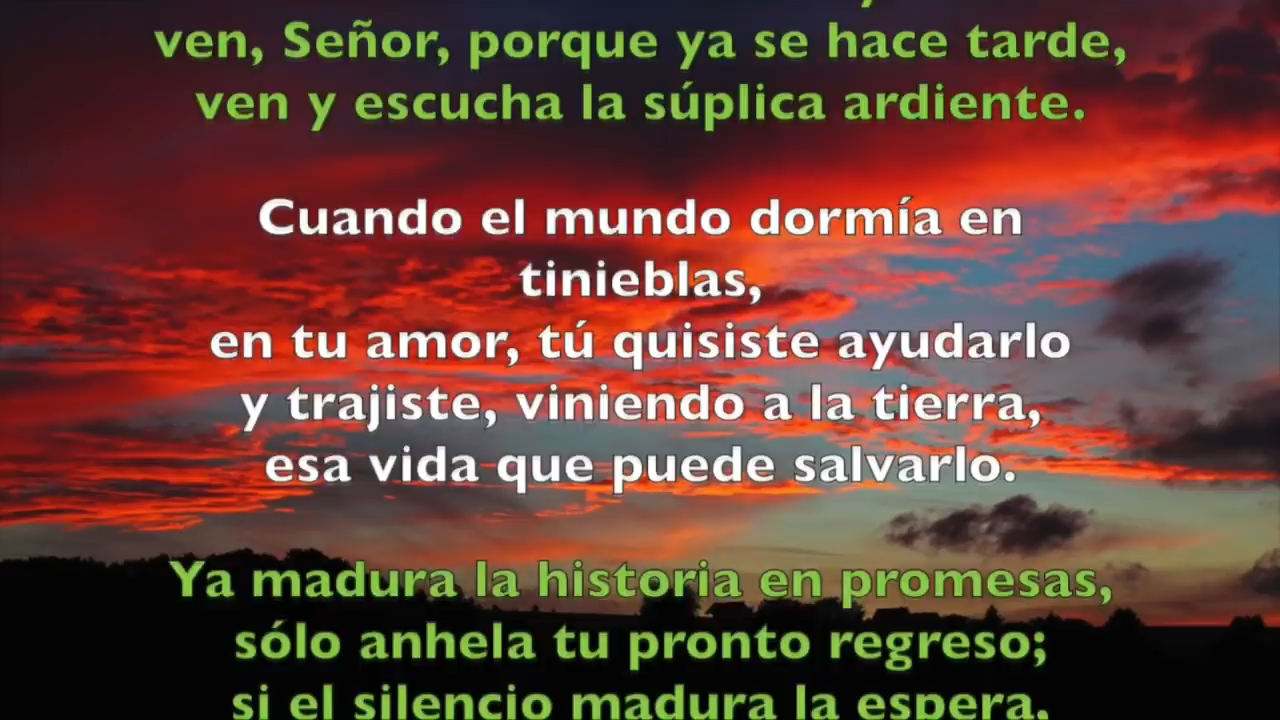 ven, Señor, porque ya se hace tarde,
ven y escucha la súplica ardiente.
Cuando el mundo dormía en
tinieblas,
en tu amor, tú quisiste ayudarlo
y trajiste, viniendo a la tierra,
esa vida que puede salvarlo.
Ya madura la historia en promesas,
sólo anhela tu pronto regreso;
si el silencio madura la espera,